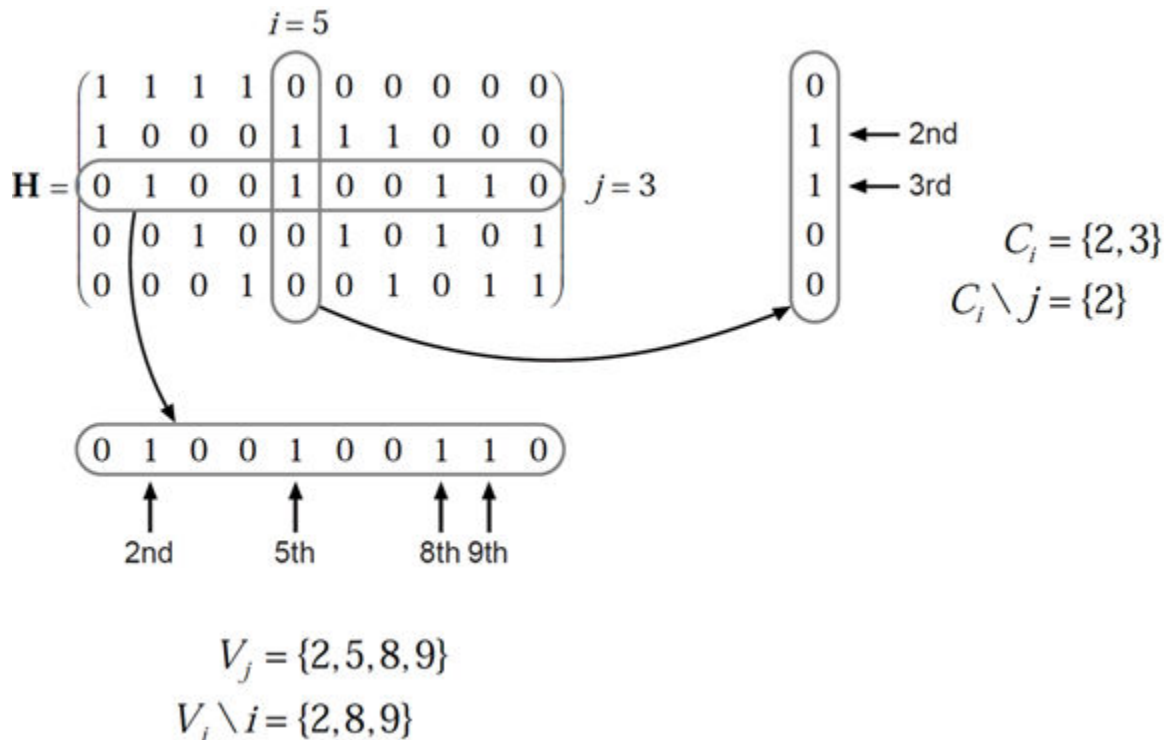 i = 5
1 1 1 1 0 0 0 0 0 0
1 0 0 0 1 1 1 0 0 0
H = 0 1 0 0 1 0 0 1 1 0 j = 3
0 0 1 0 0 1 0 1 0 1
0 0 0 1 0 0 1 0 1 1
0
1 2nd
1 3rd
0
0
C_i = {2,3}
C_i \ j = {2}
0 1 0 0 1 0 0 1 1 0
2nd 5th 8th 9th
V_j = {2,5,8,9}
V_j \ i = {2,8,9}